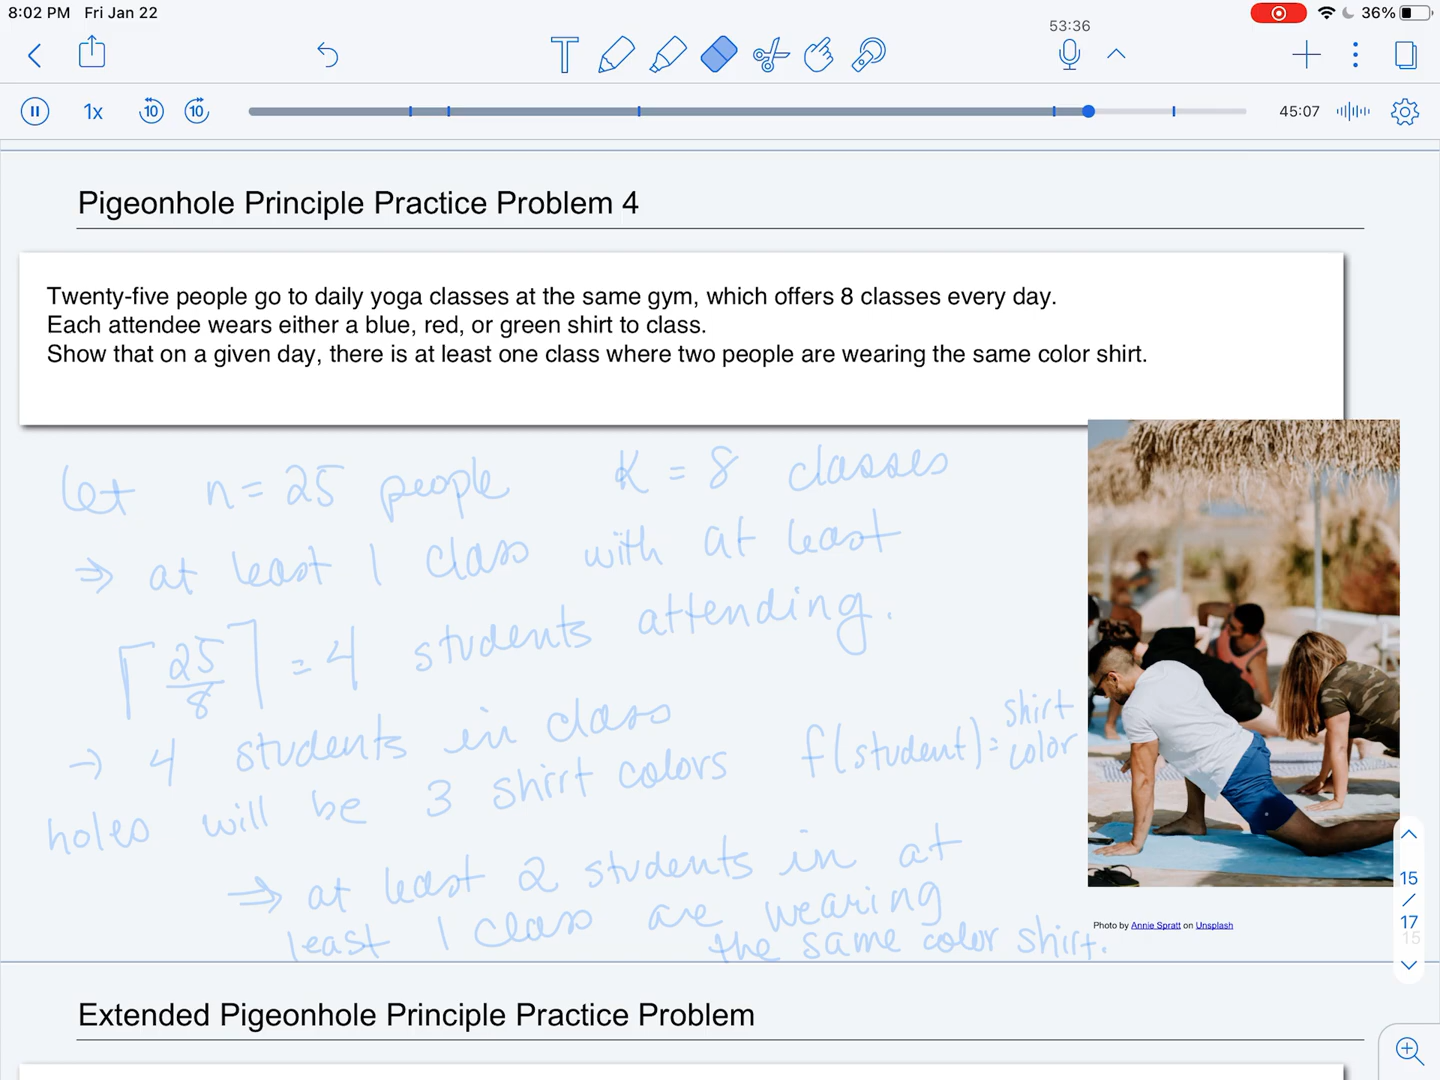 8:02 PM Fri Jan 22
36%
53:36
T
1x
10
10
45:07
Pigeonhole Principle Practice Problem 4
Twenty-five people go to daily yoga classes at the same gym, which offers 8 classes every day.
Each attendee wears either a blue, red, or green shirt to class.
Show that on a given day, there is at least one class where two people are wearing the same color shirt.
let n = 25 people K = 8 classes
⇒ at least 1 class with at least
⌈25/8⌉ = 4 students attending.
→ 4 students in class
holes will be 3 shirt colors f(student) = shirt color
⇒ at least 2 students in at
least 1 class are wearing
the same color shirt.
Photo by Annie Spratt on Unsplash
15
/
17
15
Extended Pigeonhole Principle Practice Problem